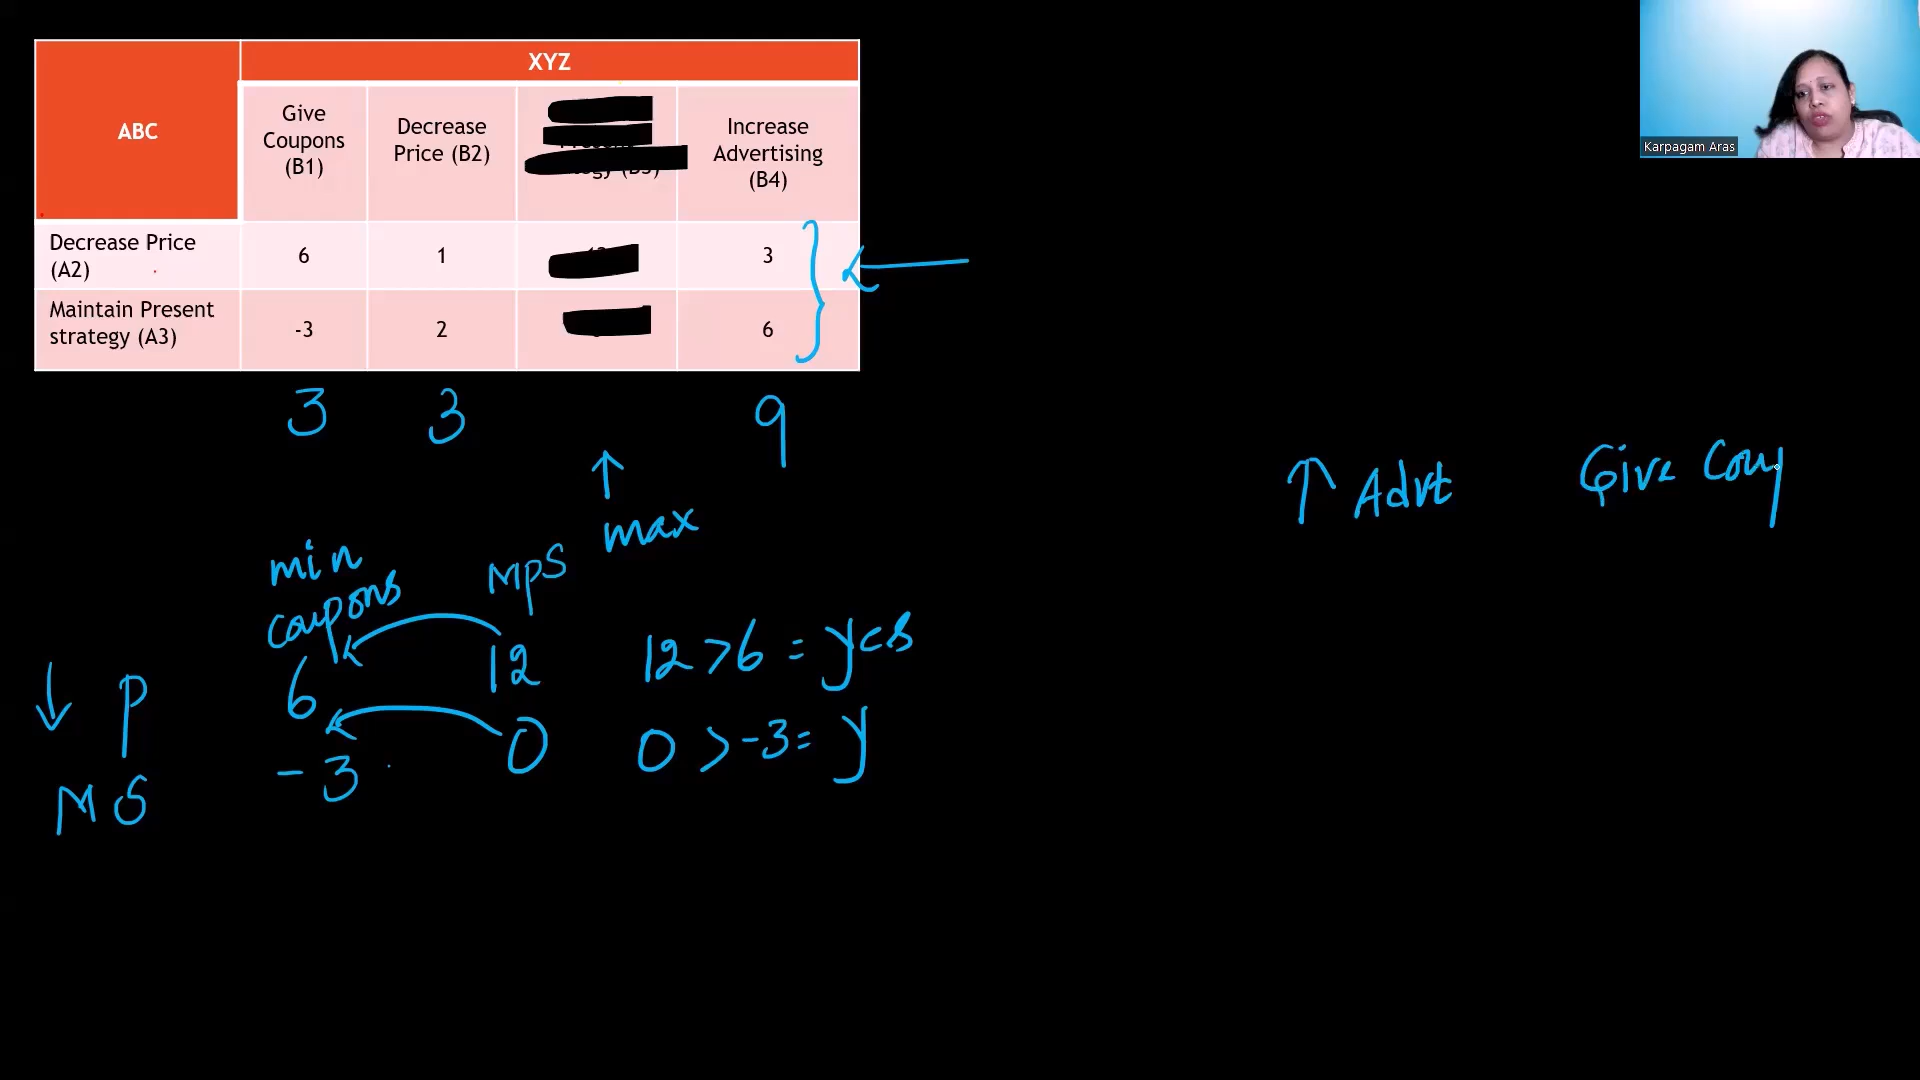 XYZ
ABC
Give
Coupons
(B1)
Decrease
Price (B2)
Increase
Advertising
(B4)
Decrease Price
(A2)
6
1
3
Maintain Present
strategy (A3)
-3
2
6
3
3
9
max
min
coupons
MPS
↓ P
6
12
12 > 6 = yes
MS
-3
0
0 > -3 = y
↑ Advt
Give Coup
Karpagam Aras